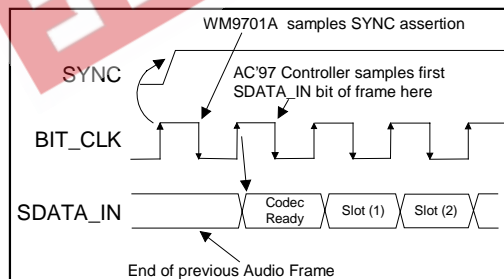 WM9701A samples SYNC assertion
SYNC
AC'97 Controller samples first
SDATA_IN bit of frame here
BIT_CLK
SDATA_IN
Codec
Ready
Slot (1)
Slot (2)
End of previous Audio Frame